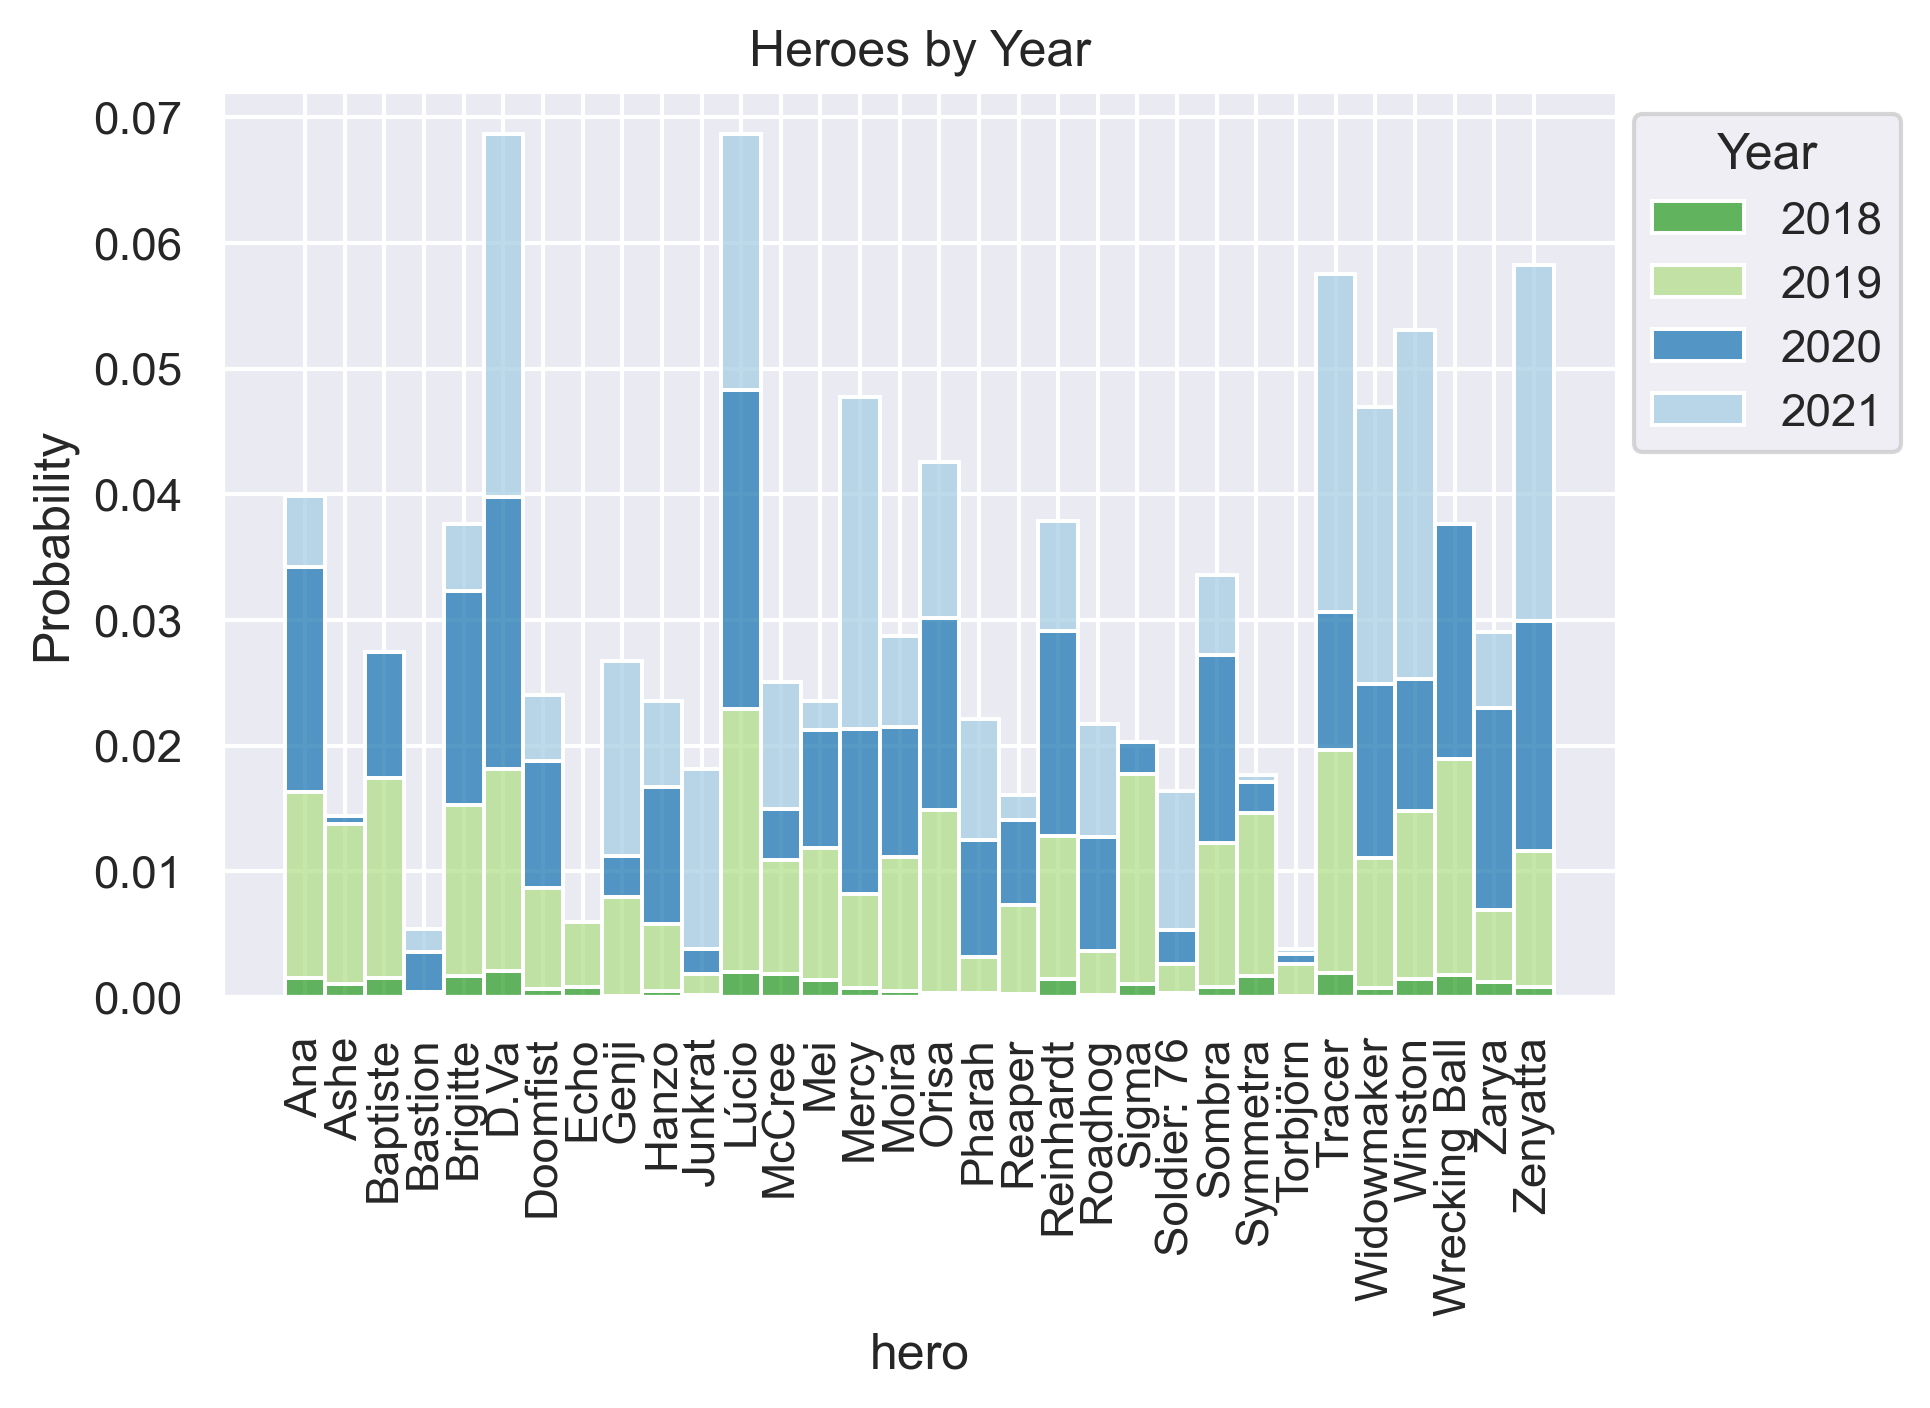 Heroes by Year
Probability
0.07
0.06
0.05
0.04
0.03
0.02
0.01
0.00
Year
2018
2019
2020
2021
Ana
Ashe
Baptiste
Bastion
Brigitte
D.Va
Doomfist
Echo
Genji
Hanzo
Junkrat
Lúcio
McCree
Mei
Mercy
Moira
Orisa
Pharah
Reaper
Reinhardt
Roadhog
Sigma
Soldier: 76
Sombra
Symmetra
Torbjörn
Tracer
Widowmaker
Winston
Wrecking Ball
Zarya
Zenyatta
hero